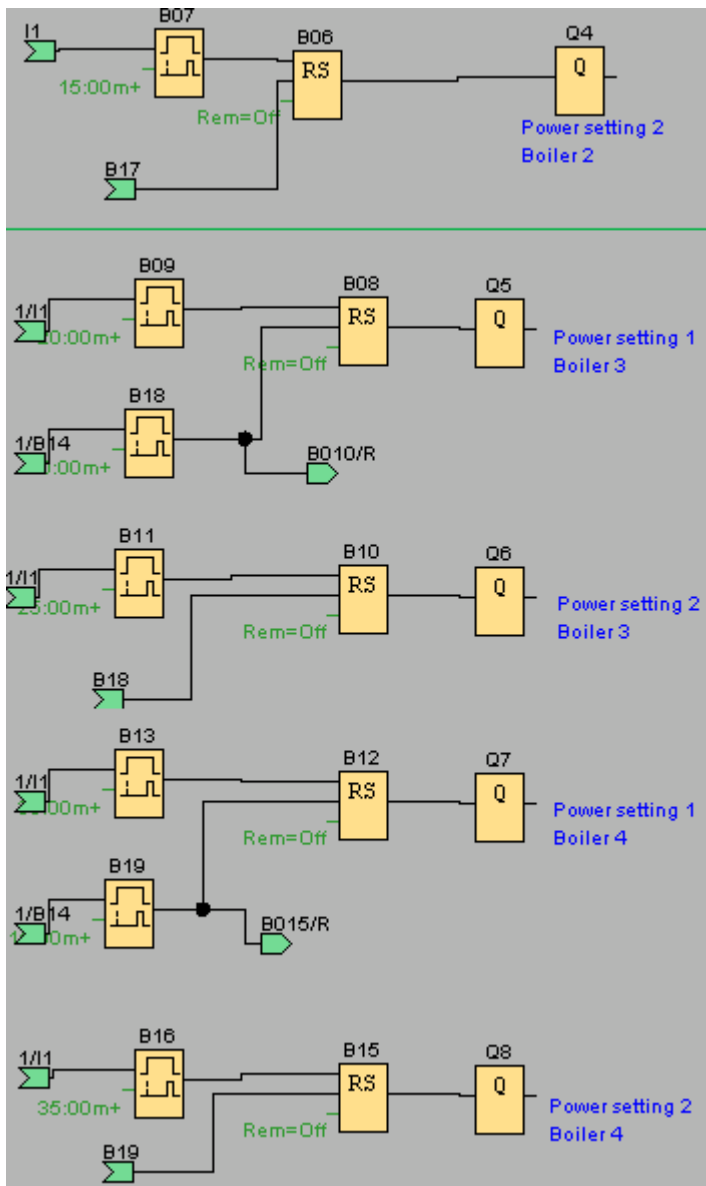 I1
B07
15:00m+
B06
RS
Rem=Off
Q4
Q
Power setting 2
Boiler 2
B17
B09
1/I1
B08
RS
Rem=Off
Q5
Q
Power setting 1
Boiler 3
B18
1/B14
B010/R
B11
1/I1
25:00m+
B10
RS
Rem=Off
Q6
Q
Power setting 2
Boiler 3
B18
B13
1/I1
B12
RS
Rem=Off
Q7
Q
Power setting 1
Boiler 4
B19
1/B14
B015/R
B16
1/I1
35:00m+
B15
RS
Rem=Off
Q8
Q
Power setting 2
Boiler 4
B19